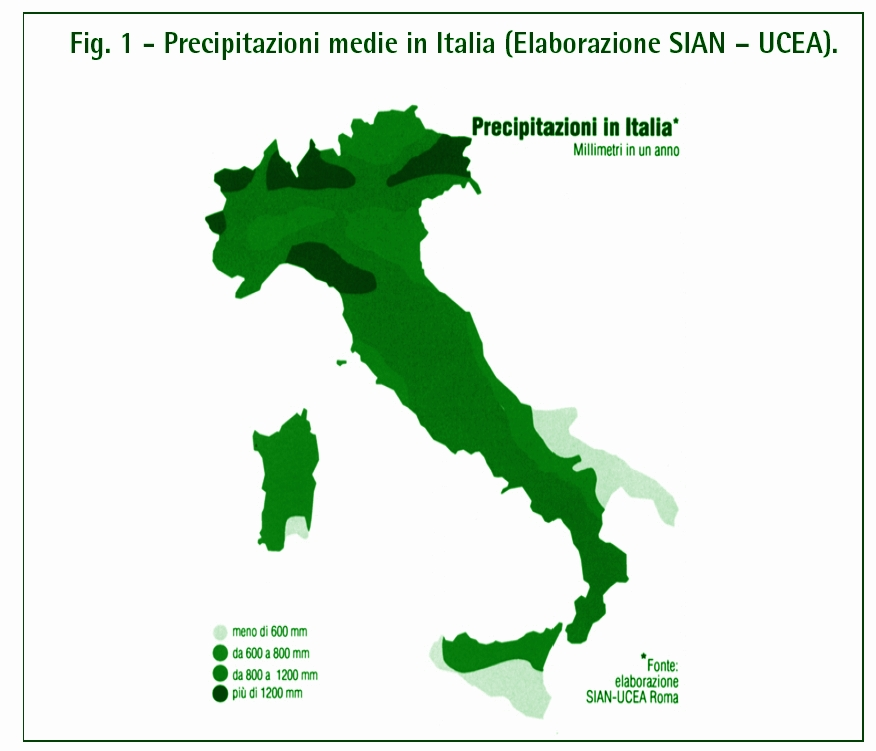 Fig. 1 - Precipitazioni medie in Italia (Elaborazione SIAN – UCEA).
Precipitazioni in Italia*
Millimetri in un anno
meno di 600 mm
da 600 a 800 mm
da 800 a 1200 mm
più di 1200 mm
*Fonte:
elaborazione
SIAN-UCEA Roma